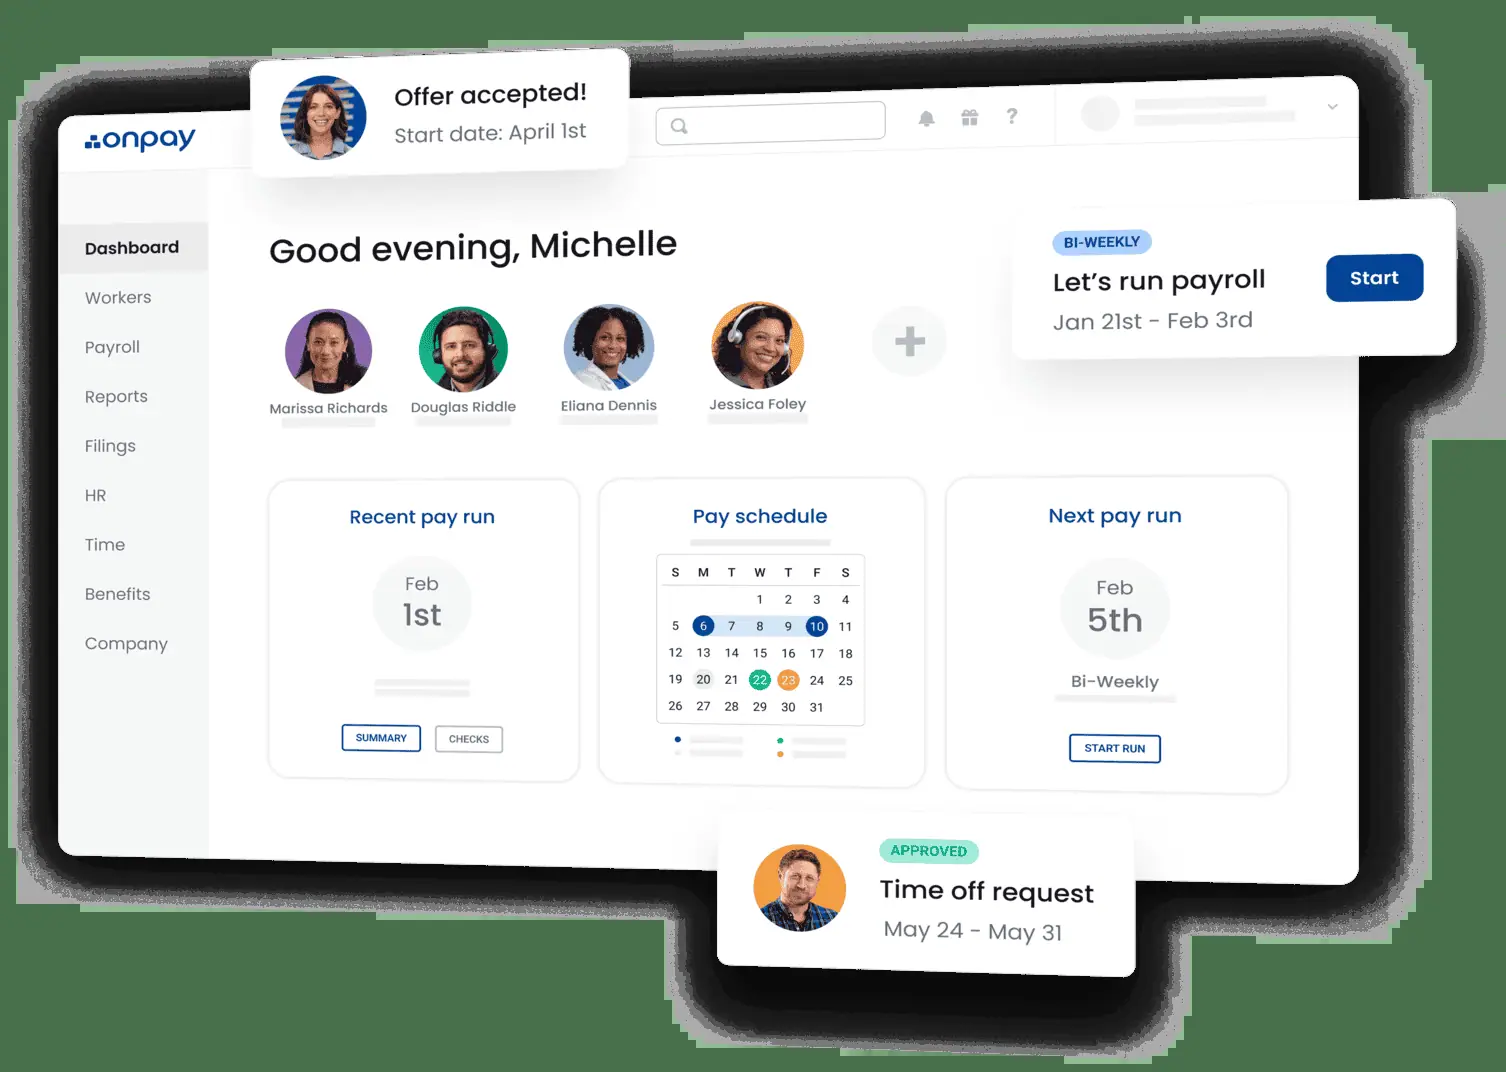 Offer accepted!
Start date: April 1st
onpay
?
Dashboard
Workers
Payroll
Reports
Filings
HR
Time
Benefits
Company
Good evening, Michelle
Marissa Richards
Douglas Riddle
Eliana Dennis
Jessica Foley
BI-WEEKLY
Let’s run payroll
Jan 21st - Feb 3rd
Start
Recent pay run
Feb
1st
SUMMARY
CHECKS
Pay schedule
S M T W T F S
1 2 3 4
5 6 7 8 9 10 11
12 13 14 15 16 17 18
19 20 21 22 23 24 25
26 27 28 29 30 31
Next pay run
Feb
5th
Bi-Weekly
START RUN
APPROVED
Time off request
May 24 - May 31